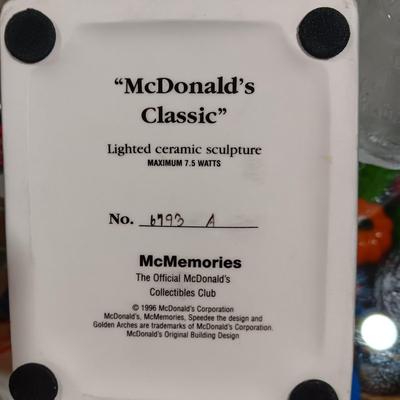 “McDonald’s
Classic”
Lighted ceramic sculpture
MAXIMUM 7.5 WATTS
No. 6793 A
McMemories
The Official McDonald’s
Collectibles Club
© 1996 McDonald’s Corporation
McDonald’s, McMemories, Speedee the design and
Golden Arches are trademarks of McDonald’s Corporation.
McDonald’s Original Building Design